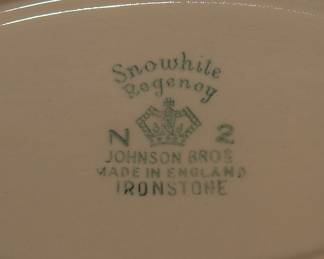 Snowhite
Regency
N 2
JOHNSON BROS
MADE IN ENGLAND
IRONSTONE